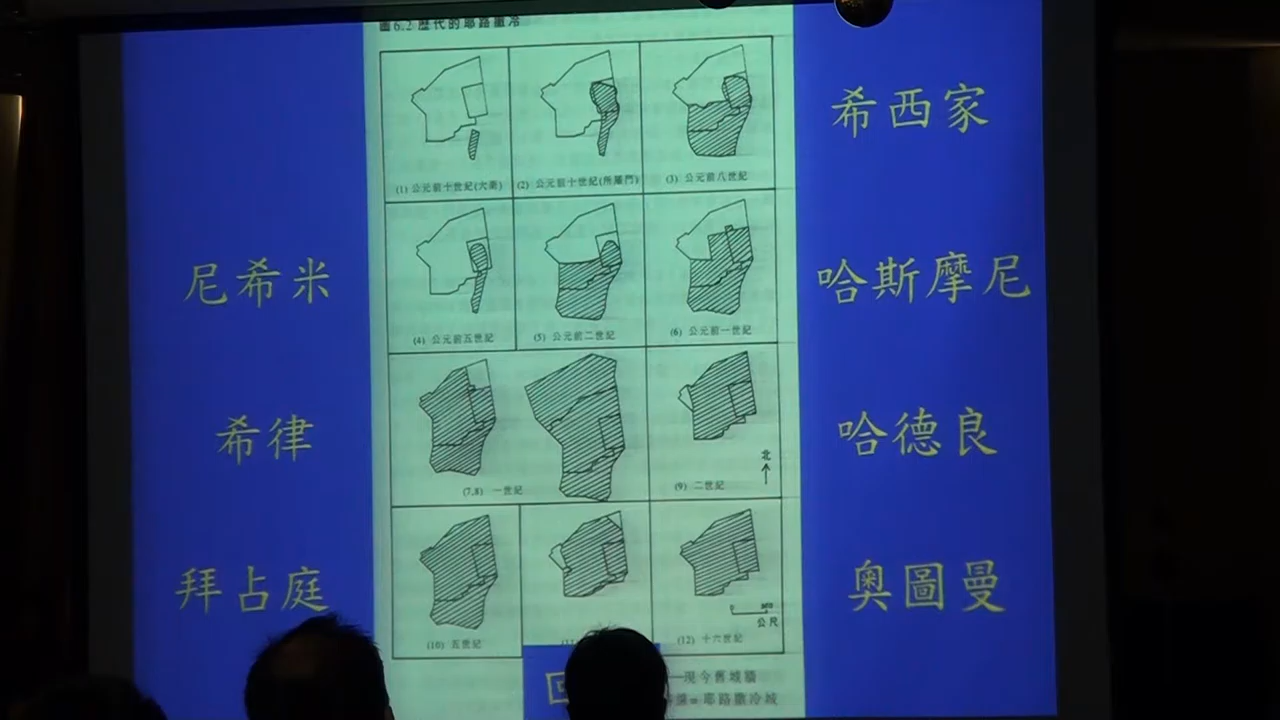 圖6.2 歷代的耶路撒冷
(1) 公元前十世紀(大衛)
(2) 公元前十世紀(所羅門)
(3) 公元前八世紀
希西家
尼希米
(4) 公元前五世紀
(5) 公元前二世紀
(6) 公元前一世紀
哈斯摩尼
希律
(7,8) 一世紀
(9) 二世紀
北
哈德良
拜占庭
(10) 五世紀
(12) 十六世紀
0
公尺
奧圖曼
現今舊城牆
耶路撒冷城